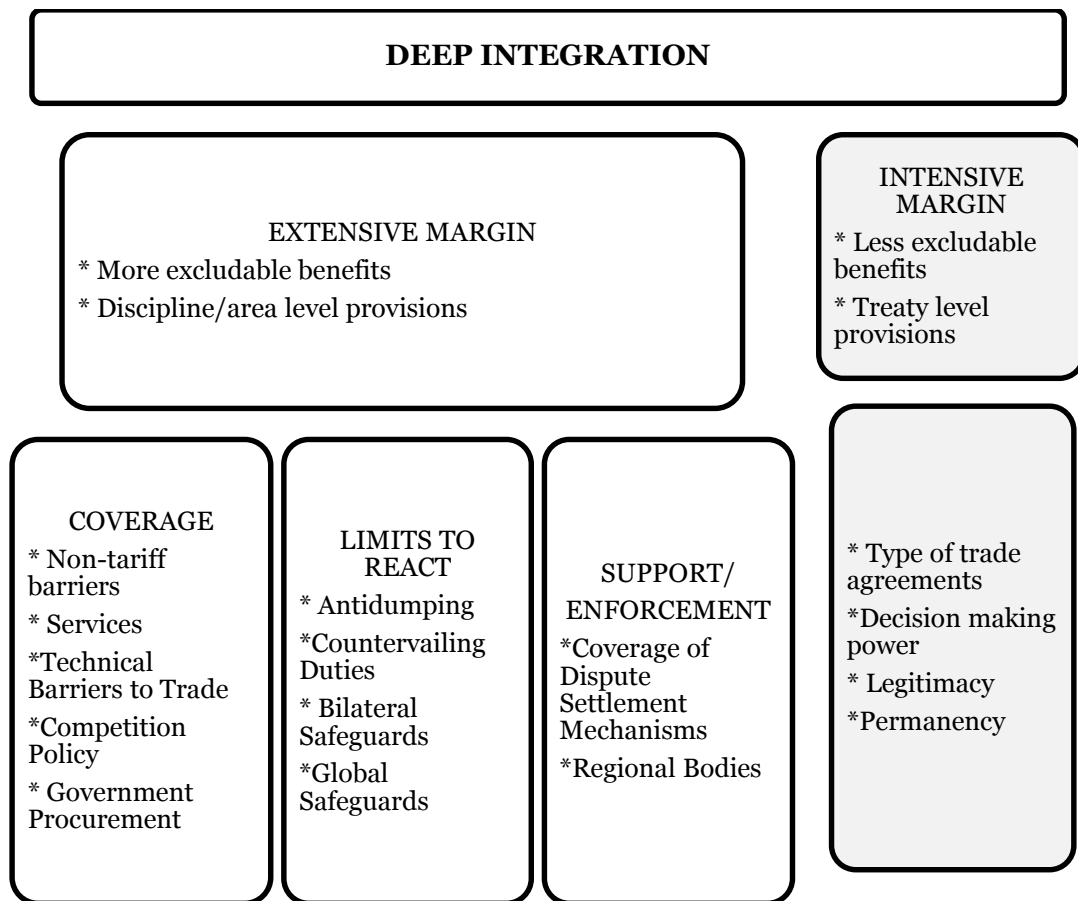 DEEP INTEGRATION
EXTENSIVE MARGIN
* More excludable benefits
* Discipline/area level provisions
INTENSIVE
MARGIN
* Less excludable
benefits
* Treaty level
provisions
COVERAGE
* Non-tariff
barriers
* Services
*Technical
Barriers to Trade
*Competition
Policy
* Government
Procurement
LIMITS TO
REACT
* Antidumping
*Countervailing
Duties
* Bilateral
Safeguards
*Global
Safeguards
SUPPORT/
ENFORCEMENT
*Coverage of
Dispute
Settlement
Mechanisms
*Regional Bodies
* Type of trade
agreements
*Decision making
power
* Legitimacy
*Permanency